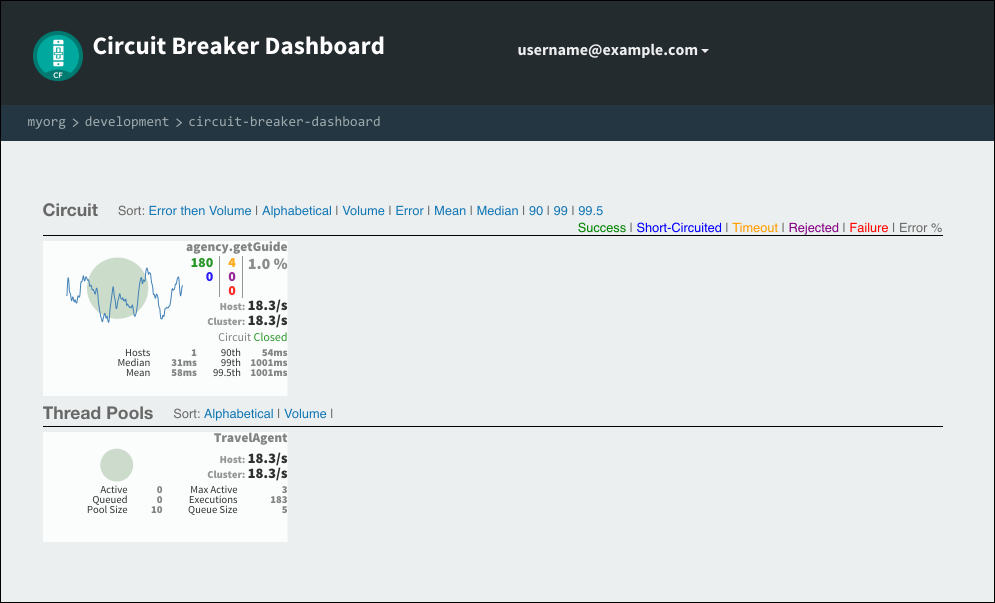 Circuit Breaker Dashboard
username@example.com
CF
myorg > development > circuit-breaker-dashboard
Circuit Sort: Error then Volume | Alphabetical | Volume | Error | Mean | Median | 90 | 99 | 99.5
Success | Short-Circuited | Timeout | Rejected | Failure | Error %
agency.getGuide
180 4 1.0 %
0 0
0
Host: 18.3/s
Cluster: 18.3/s
Circuit Closed
Hosts 1 90th 54ms
Median 31ms 99th 1001ms
Mean 58ms 99.5th 1001ms
Thread Pools Sort: Alphabetical | Volume |
TravelAgent
Host: 18.3/s
Cluster: 18.3/s
Active 0 Max Active 3
Queued 0 Executions 183
Pool Size 10 Queue Size 5